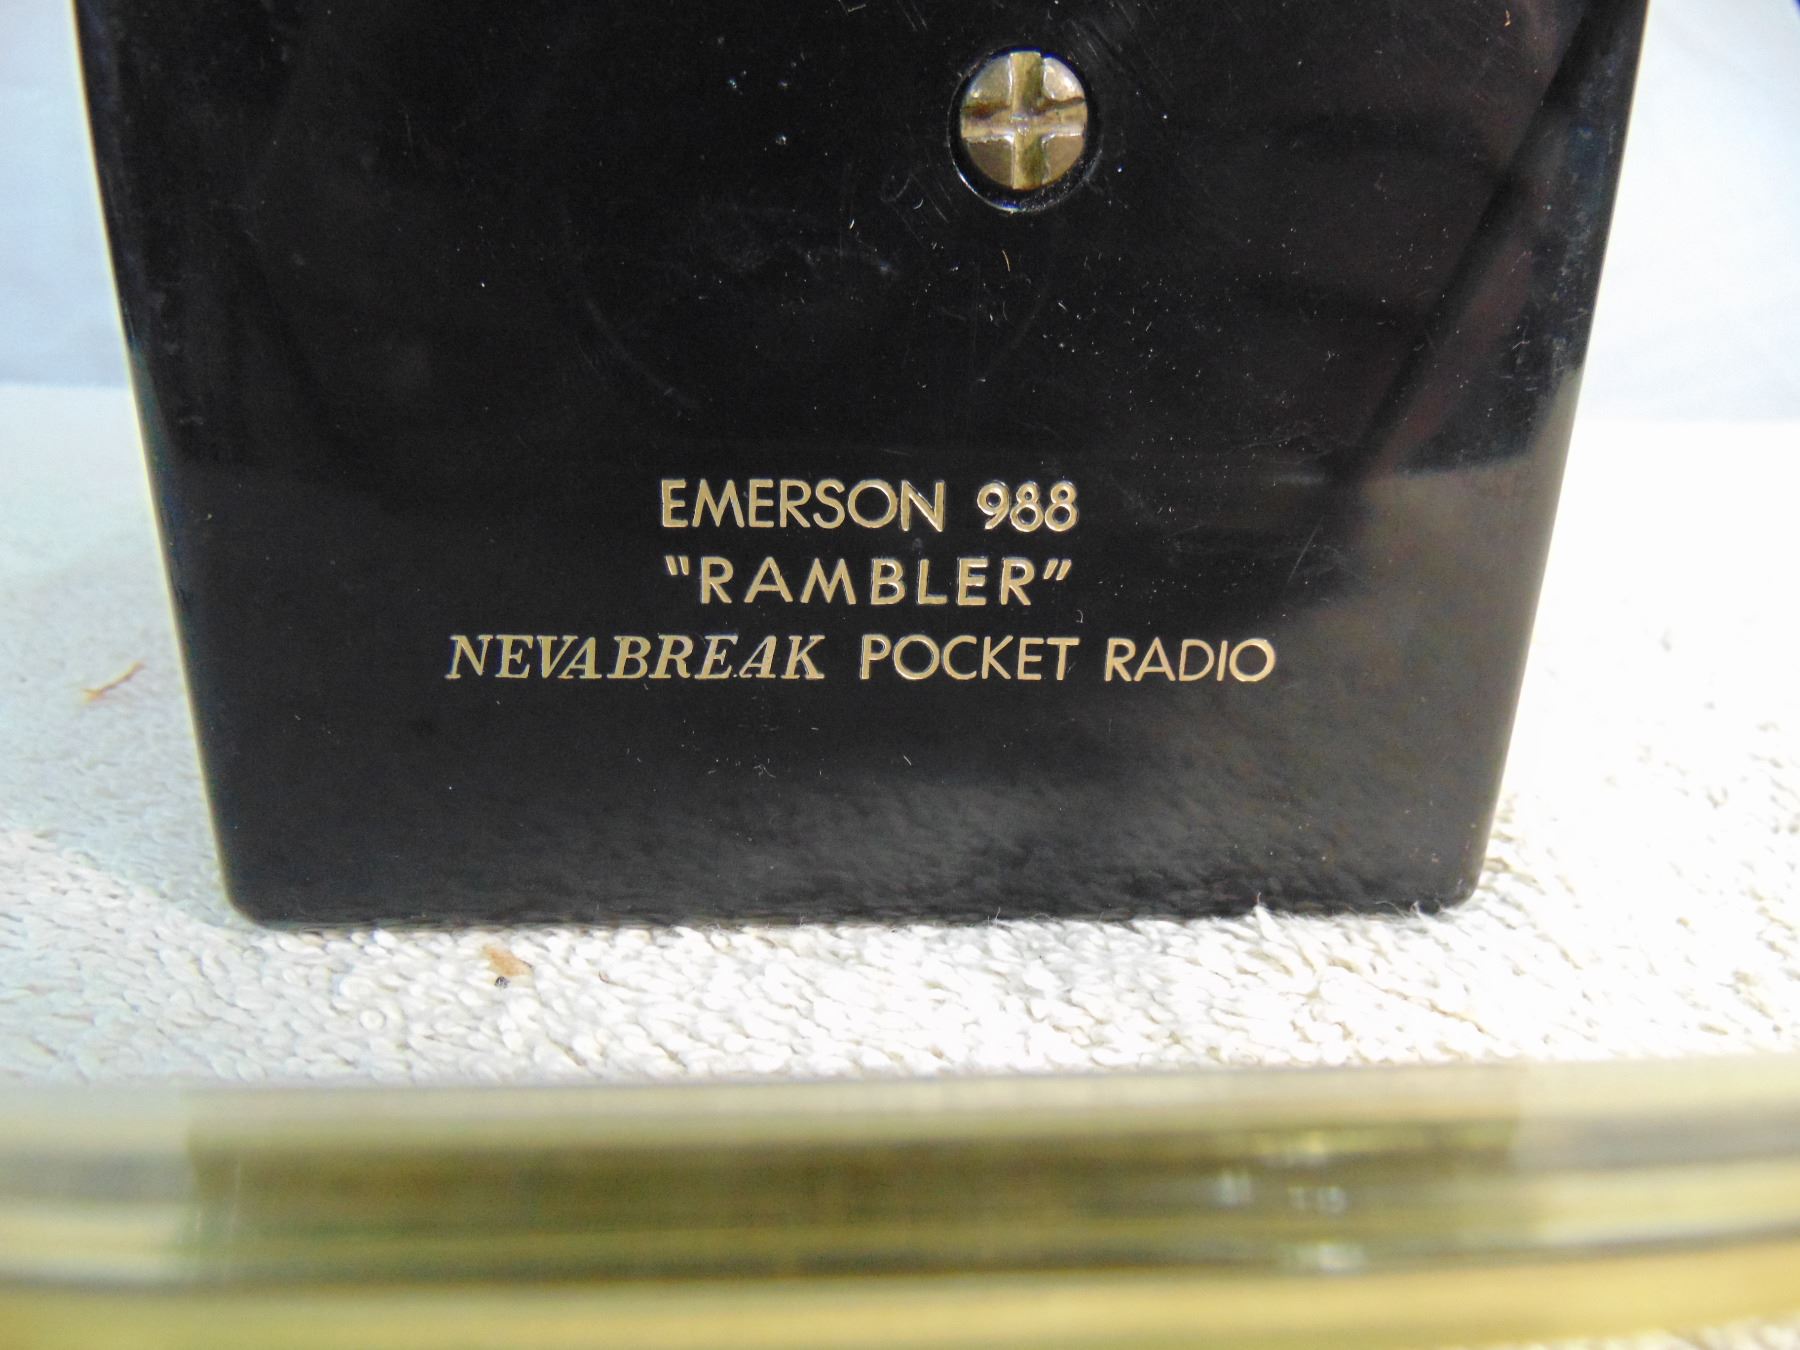 EMERSON 988
"RAMBLER"
NEVABREAK POCKET RADIO